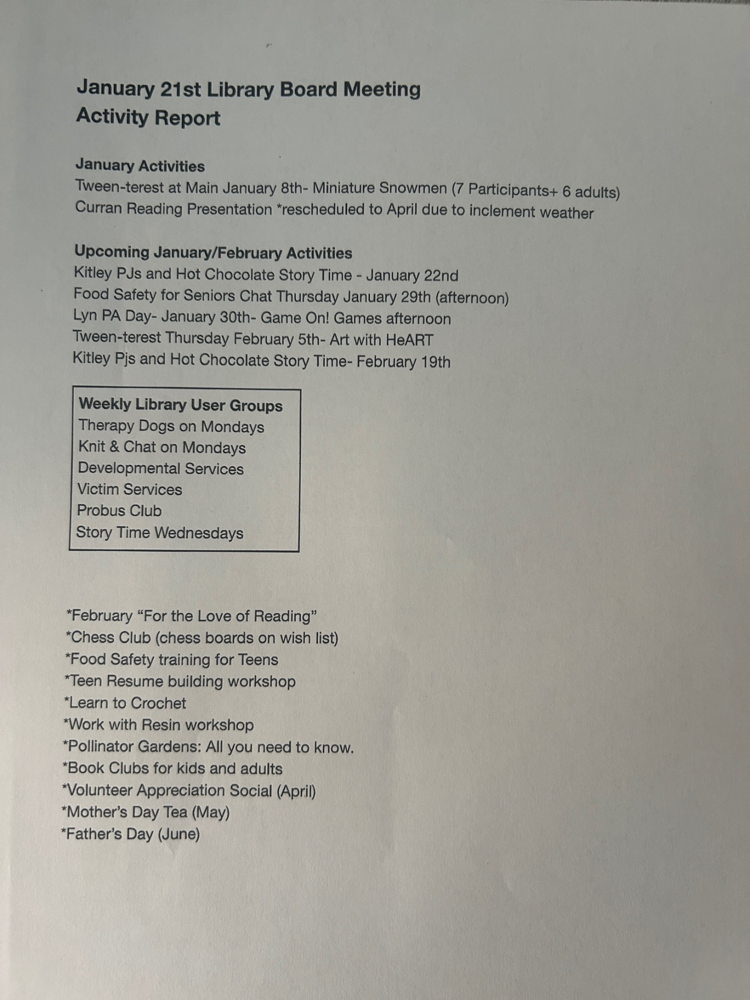 January 21st Library Board Meeting
Activity Report
January Activities
Tween-terest at Main January 8th- Miniature Snowmen (7 Participants+ 6 adults)
Curran Reading Presentation *rescheduled to April due to inclement weather
Upcoming January/February Activities
Kitley PJs and Hot Chocolate Story Time - January 22nd
Food Safety for Seniors Chat Thursday January 29th (afternoon)
Lyn PA Day- January 30th- Game On! Games afternoon
Tween-terest Thursday February 5th- Art with HeART
Kitley Pjs and Hot Chocolate Story Time- February 19th
Weekly Library User Groups
Therapy Dogs on Mondays
Knit & Chat on Mondays
Developmental Services
Victim Services
Probus Club
Story Time Wednesdays
*February “For the Love of Reading”
*Chess Club (chess boards on wish list)
*Food Safety training for Teens
*Teen Resume building workshop
*Learn to Crochet
*Work with Resin workshop
*Pollinator Gardens: All you need to know.
*Book Clubs for kids and adults
*Volunteer Appreciation Social (April)
*Mother’s Day Tea (May)
*Father’s Day (June)